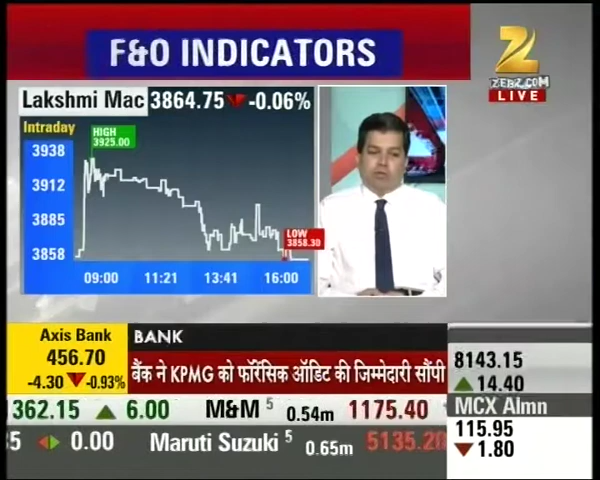 F&O INDICATORS
ZEEBIZ.COM
LIVE
Lakshmi Mac 3864.75 -0.06%
Intraday
HIGH
3925.00
3938
3912
3885
3858
LOW
3858.30
09:00 11:21 13:41 16:00
Axis Bank
456.70
-4.30 -0.93%
BANK
बैंक ने KPMG को फॉरेंसिक ऑडिट की जिम्मेदारी सौंपी
8143.15
14.40
MCX Almn
115.95
1.80
1362.15 6.00 M&M 5 0.54m 1175.40
5 0.00 Maruti Suzuki 5 0.65m 5135.20